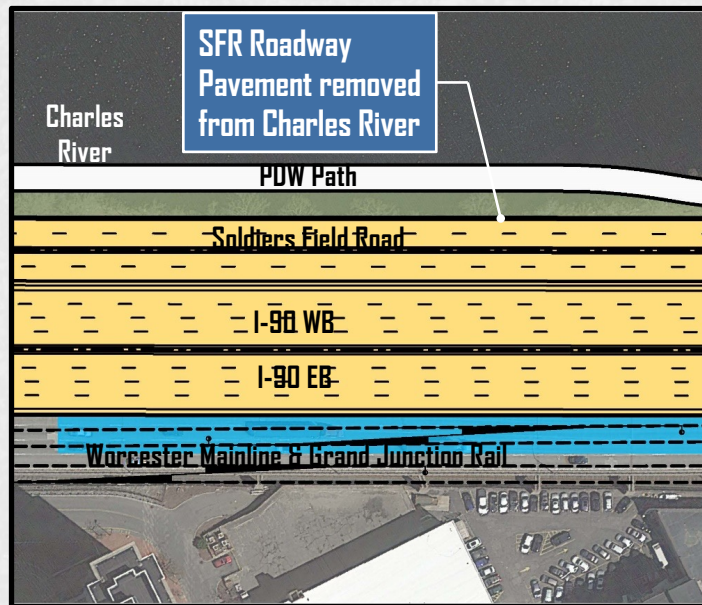 SFR Roadway
Pavement removed
from Charles River
Charles
River
PDW Path
Soldiers Field Road
I-90 WB
I-90 EB
Worcester Mainline & Grand Junction Rail